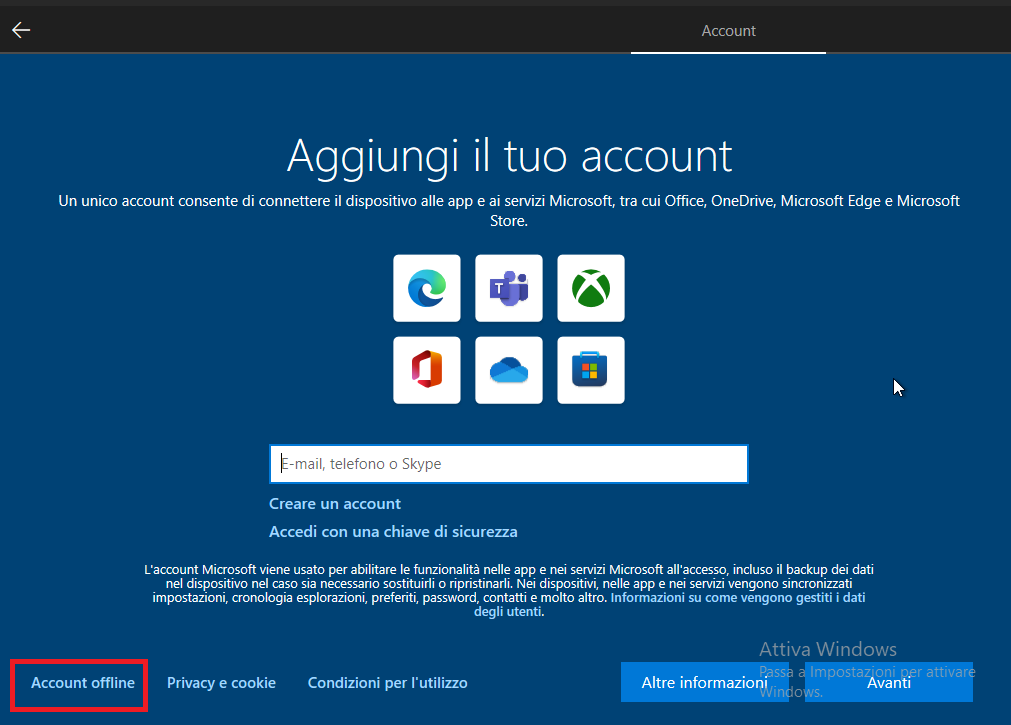 Account
Aggiungi il tuo account
Un unico account consente di connettere il dispositivo alle app e ai servizi Microsoft, tra cui Office, OneDrive, Microsoft Edge e Microsoft
Store.
T
E-mail, telefono o Skype
Creare un account
Accedi con una chiave di sicurezza
L'account Microsoft viene usato per abilitare le funzionalità nelle app e nei servizi Microsoft all'accesso, incluso il backup dei dati
nel dispositivo nel caso sia necessario sostituirli o ripristinarli. Nei dispositivi, nelle app e nei servizi vengono sincronizzati
impostazioni, cronologia esplorazioni, preferiti, password, contatti e molto altro. Informazioni su come vengono gestiti i dati
degli utenti.
Attiva Windows
Passa a Impostazioni per attivare
Windows.
Account offline
Privacy e cookie
Condizioni per l'utilizzo
Altre informazioni
Avanti